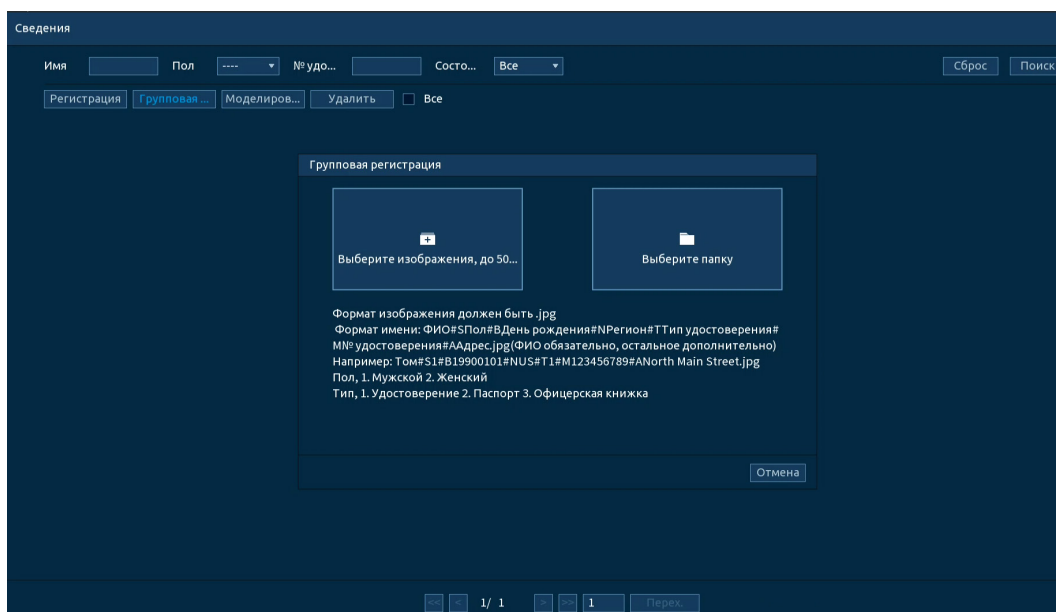 Сведения
Имя Пол ---- № удо... Состо... Все Сброс Поиск
Регистрация Групповая ... Моделиров... Удалить Все
Групповая регистрация
Выберите изображения, до 50... Выберите папку
Формат изображения должен быть .jpg
Формат имени: ФИО#SПол#BДень рождения#NРегион#TТип удостоверения#
M№ удостоверения#AАдрес.jpg(ФИО обязательно, остальное дополнительно)
Например: Том#S1#B19900101#NUS#T1#M123456789#ANorth Main Street.jpg
Пол, 1. Мужской 2. Женский
Тип, 1. Удостоверение 2. Паспорт 3. Офицерская книжка
Отмена
<< < 1/ 1 > >> 1 Перех.